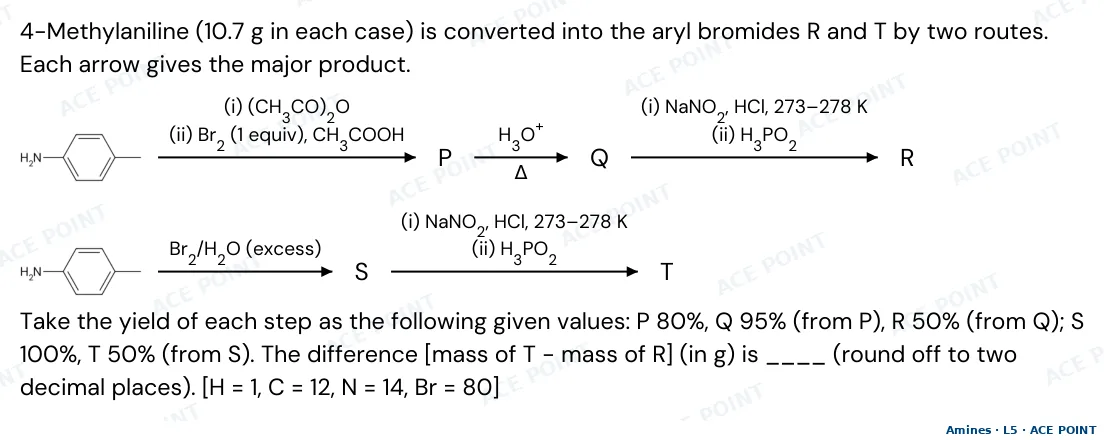 4-Methylaniline (10.7 g in each case) is converted into the aryl bromides R and T by two routes.
Each arrow gives the major product.
(i) (CH3CO)2O
(ii) Br2 (1 equiv), CH3COOH
H3O+
Δ
(i) NaNO2, HCl, 273–278 K
(ii) H3PO2
H2N
P
Q
R
(i) NaNO2, HCl, 273–278 K
(ii) H3PO2
Br2/H2O (excess)
H2N
S
T
Take the yield of each step as the following given values: P 80%, Q 95% (from P), R 50% (from Q); S
100%, T 50% (from S). The difference [mass of T − mass of R] (in g) is ____ (round off to two
decimal places). [H = 1, C = 12, N = 14, Br = 80]
Amines · L5 · ACE POINT